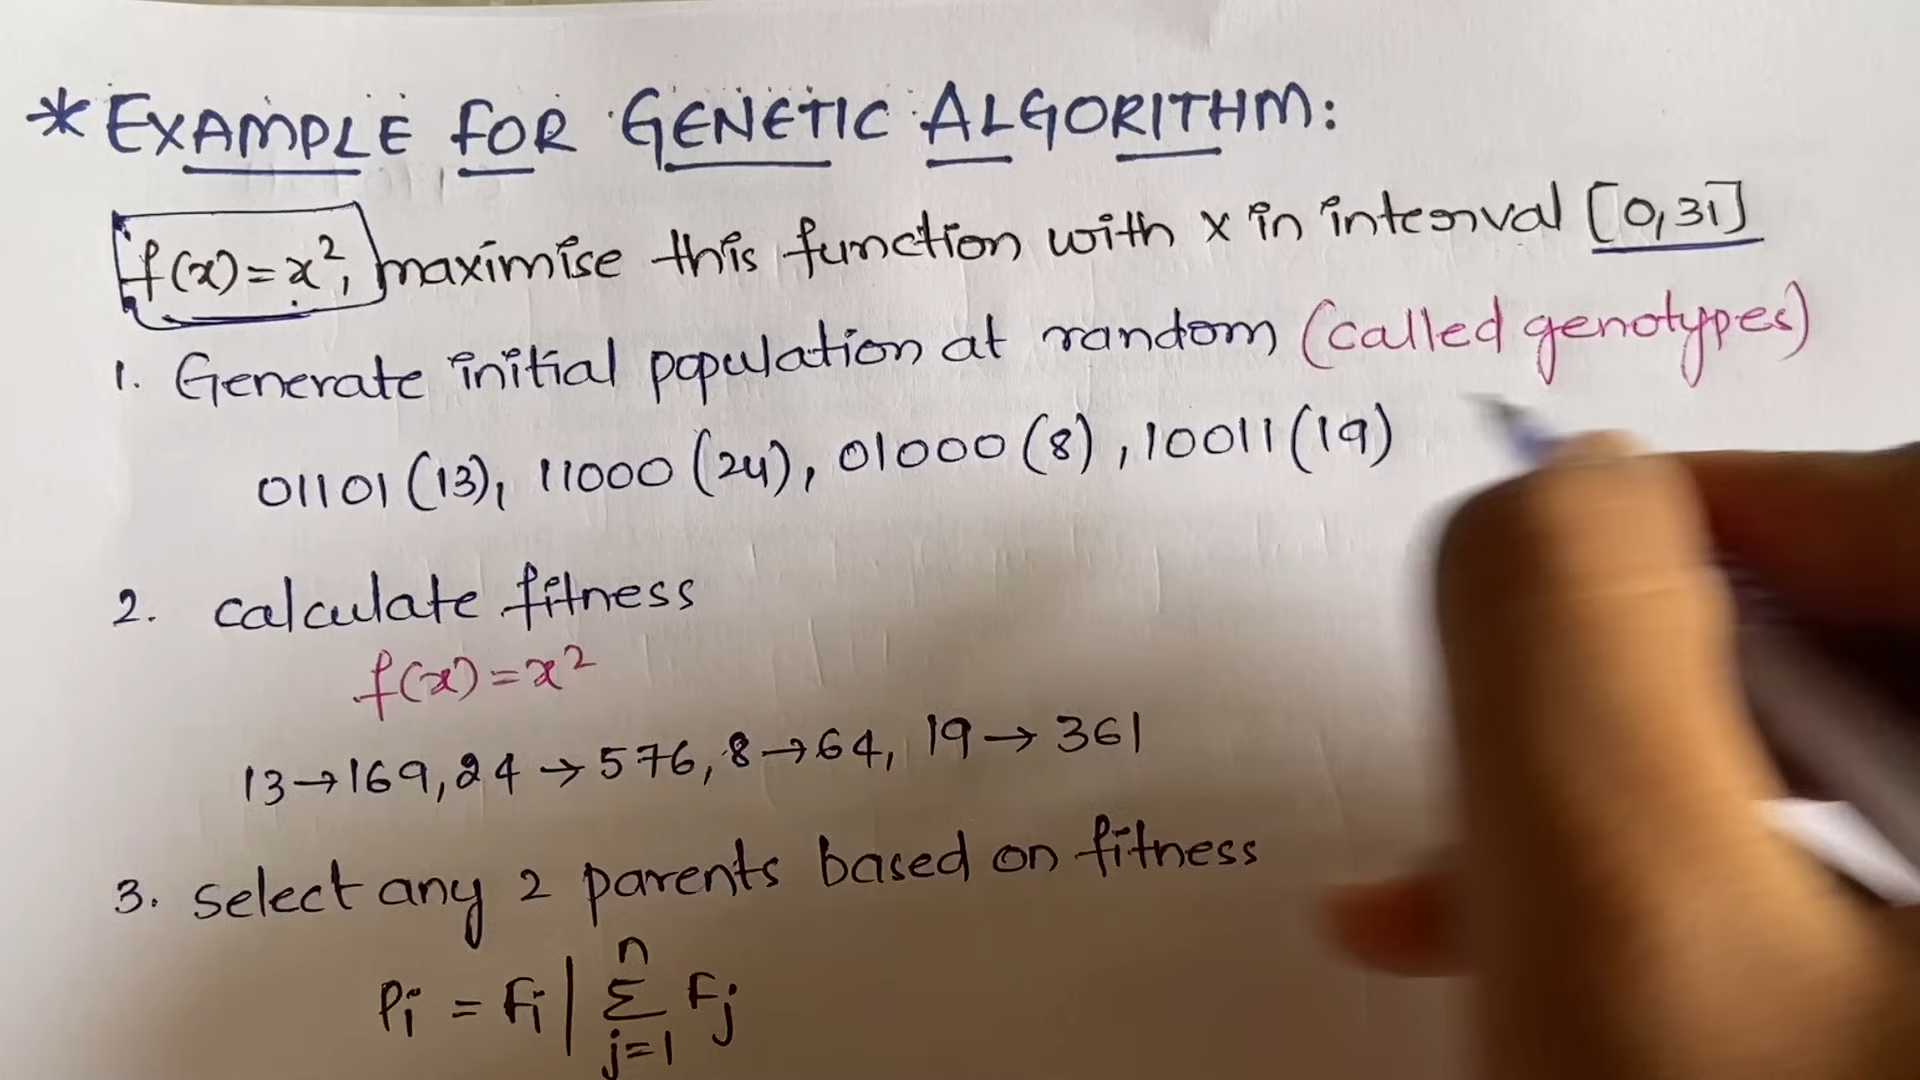 * EXAMPLE FOR GENETIC ALGORITHM:
f(x)=x², maximise this function with x in interval [0,31]
1. Generate initial population at random (called genotypes)
01101(13), 11000(24), 01000(8), 10011(19)
2. calculate fitness
f(x)=x²
13→169, 24→576, 8→64, 19→361
3. select any 2 parents based on fitness
Pi = Fi | n Σ j=1 Fj